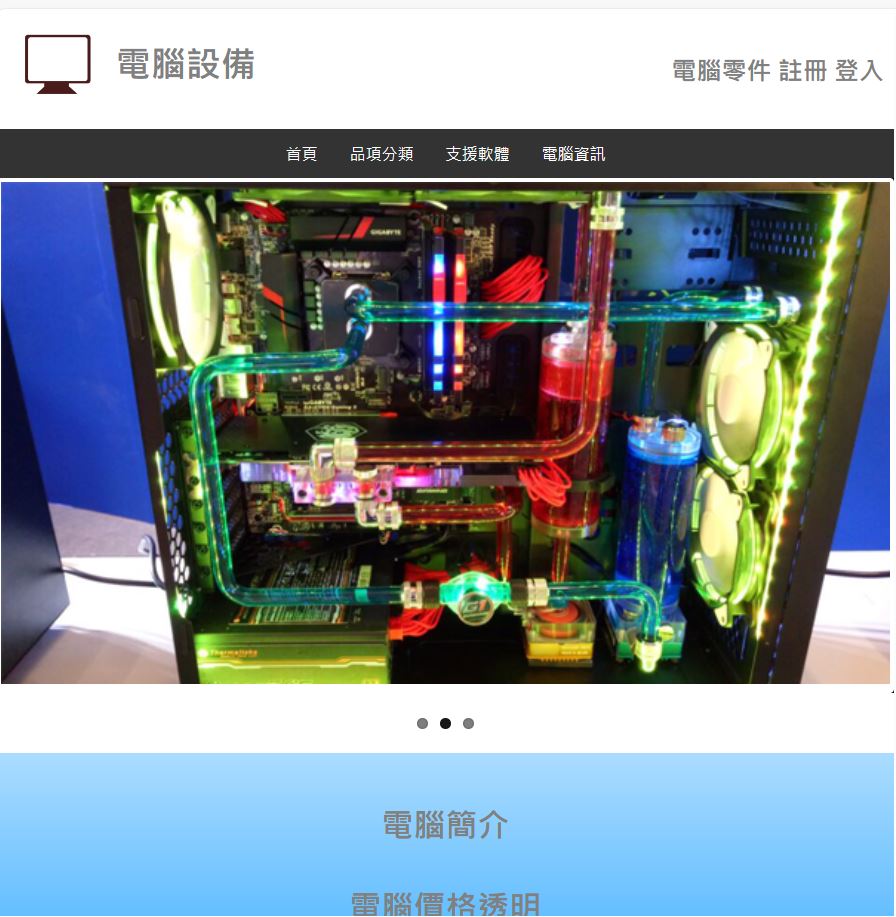 電腦設備
電腦零件 註冊 登入
首頁 品項分類 支援軟體 電腦資訊
GIGABYTE
Thermaltake
電腦簡介
電腦價格透明